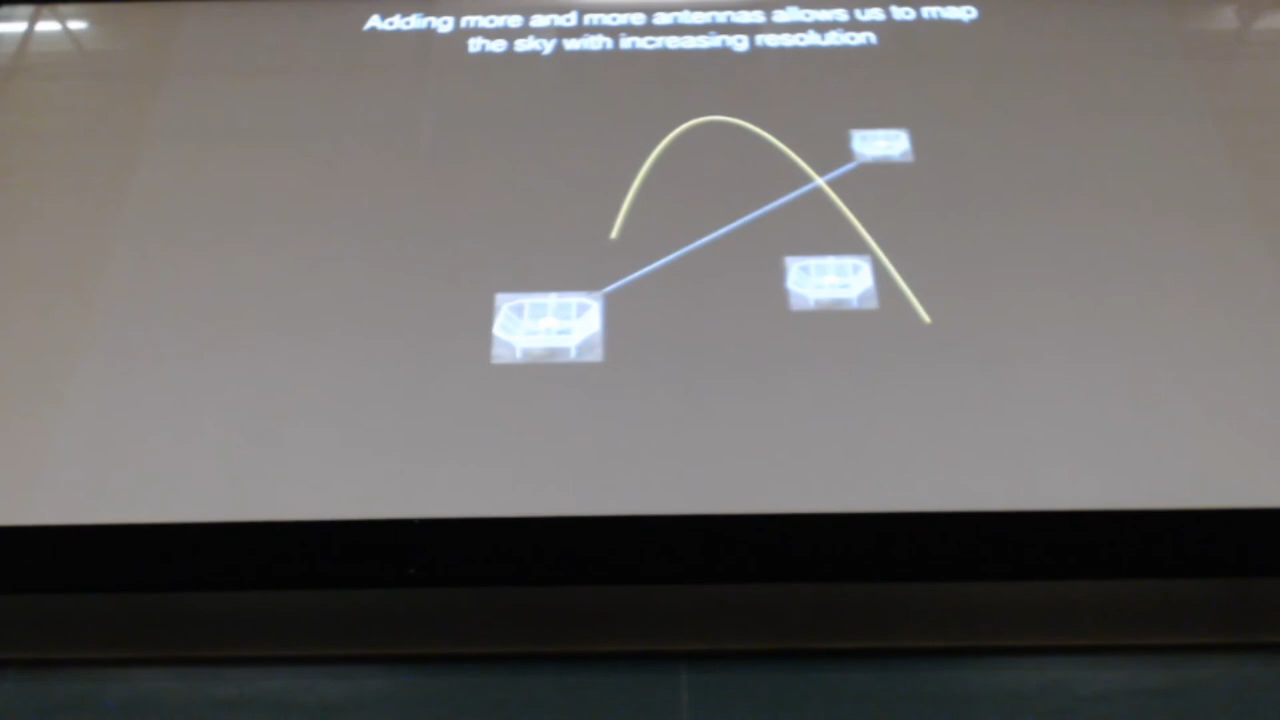 Adding more and more antennas allows us to map
the sky with increasing resolution